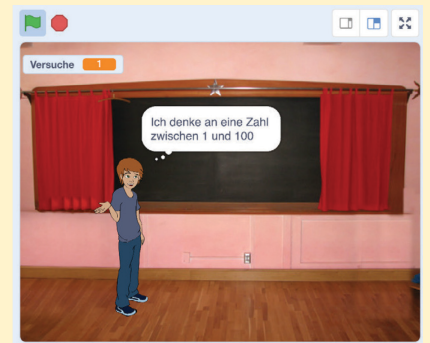 Versuche 1
Ich denke an eine Zahl
zwischen 1 und 100